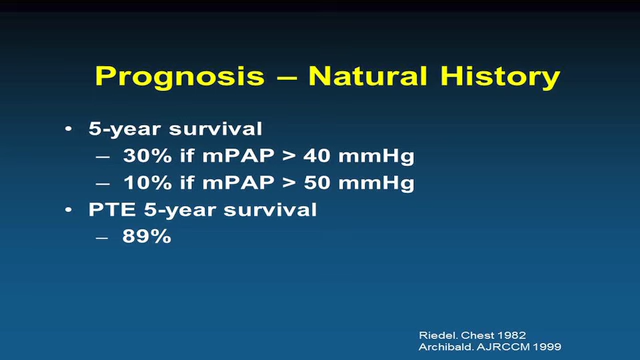 Prognosis – Natural History
• 5-year survival
– 30% if mPAP > 40 mmHg
– 10% if mPAP > 50 mmHg
• PTE 5-year survival
– 89%
Riedel. Chest 1982
Archibald. AJRCCM 1999